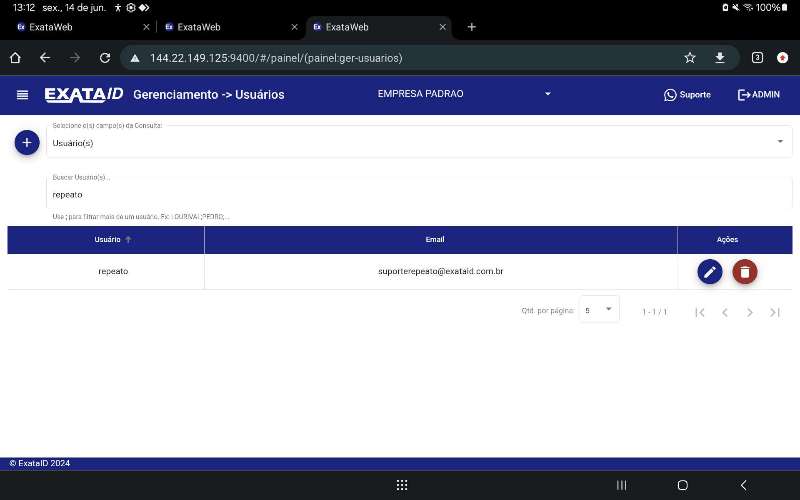 13:12 sex., 14 de jun. 100%
ExataWeb
ExataWeb
ExataWeb
144.22.149.125:9400/#/painel/(painel:ger-usuarios)
3
EXATAID Gerenciamento -> Usuários EMPRESA PADRAO Suporte ADMIN
Selecione o(s) campo(s) da Consulta:
Usuário(s)
Buscar Usuário(s)...
repeato
Use ; para filtrar mais de um usuário. Ex: LOURIVAL;PEDRO;...
Usuário Email Ações
repeato suporterepeato@exataid.com.br
Qtd. por página: 5 1 - 1 / 1
© ExataID 2024